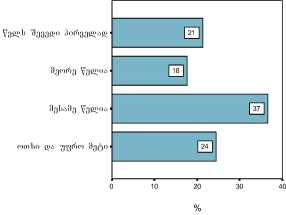 წელს შევედი პირველად
21
მეორე წელია
18
მესამე წელია
37
ოთხი და უფრო მეტი
24
0 10 20 30 40
%